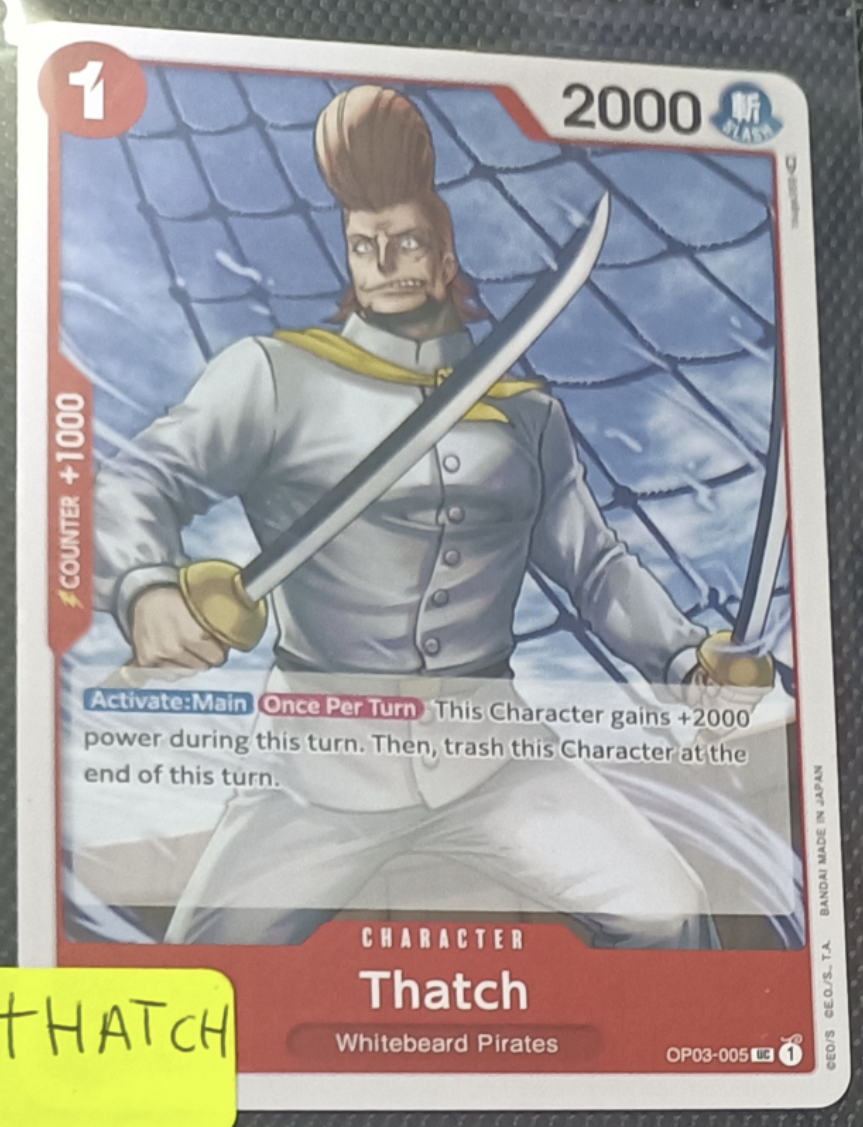 1
2000
斬
SLASH
COUNTER +1000
Activate:Main Once Per Turn This Character gains +2000
power during this turn. Then, trash this Character at the
end of this turn.
CHARACTER
Thatch
Whitebeard Pirates
OP03-005 UC 1
©EO/S ©E.O./S., T.A. BANDAI MADE IN JAPAN
tHATCH